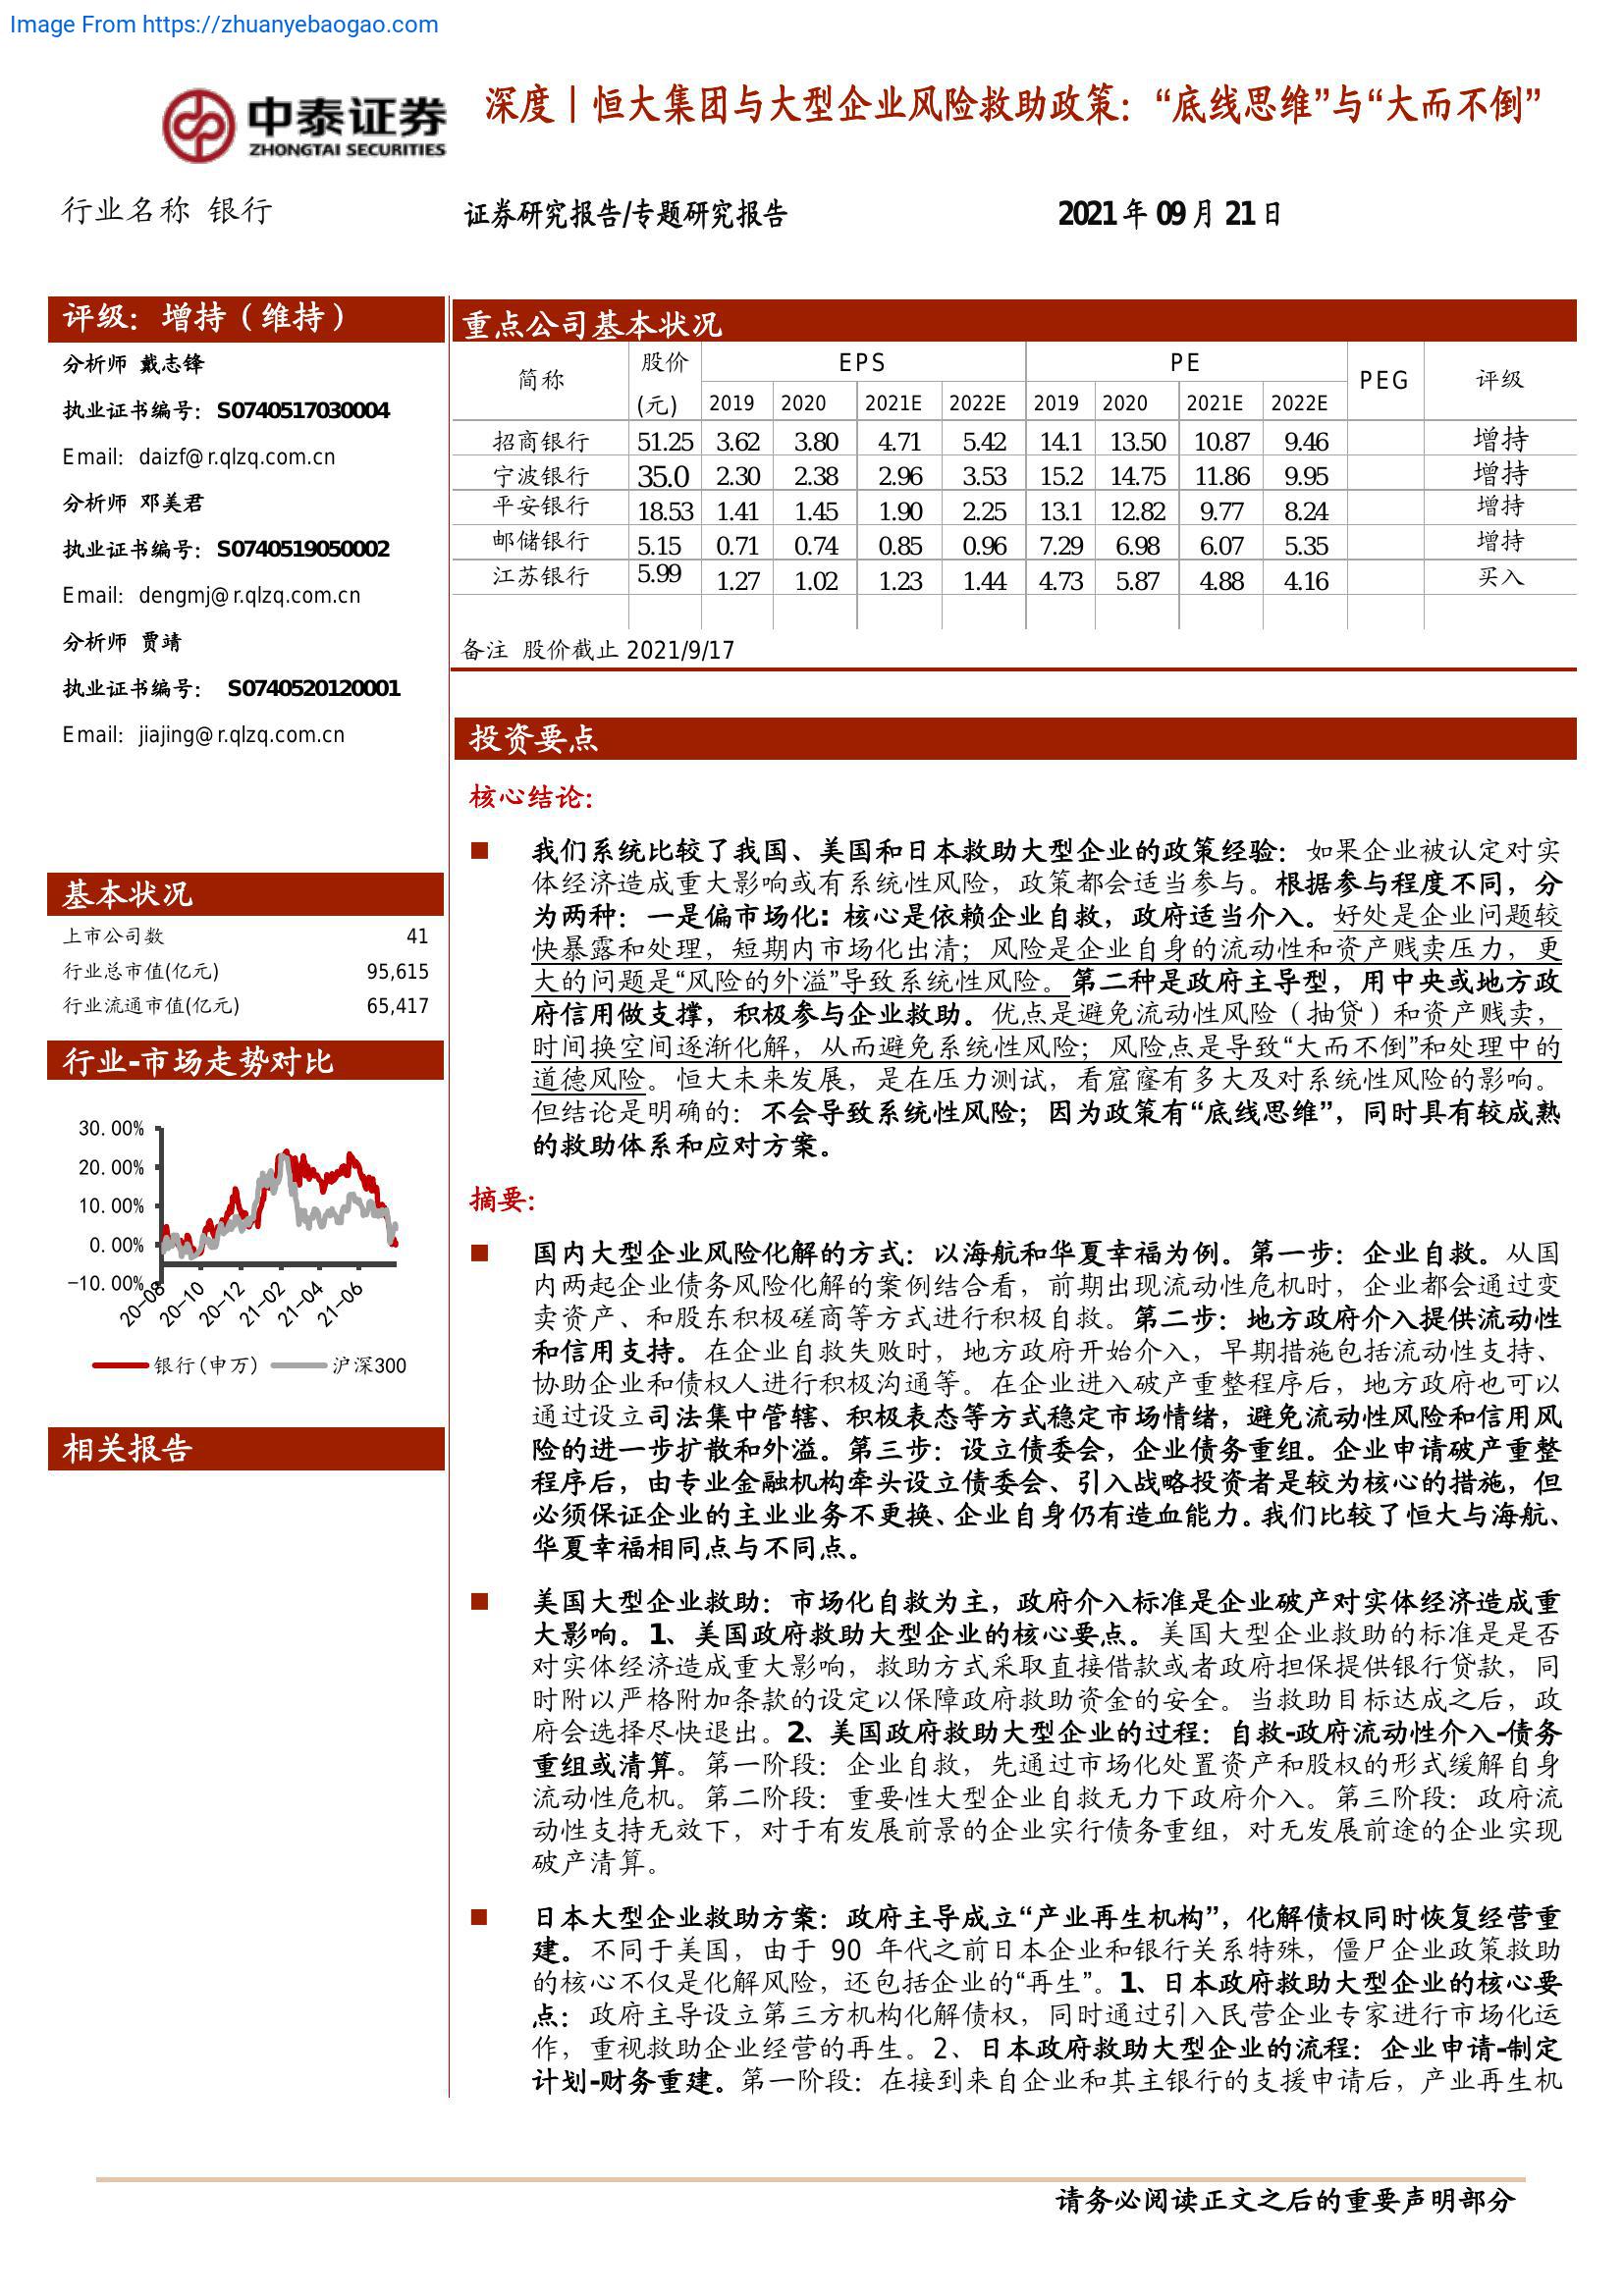 Image From https://zhuanyebaogao.com
中泰证券
ZHONGTAI SECURITIES
深度｜恒大集团与大型企业风险救助政策：“底线思维”与“大而不倒”
行业名称 银行
证券研究报告/专题研究报告
2021 年 09 月 21 日
评级：增持（维持）
分析师 戴志锋
执业证书编号：S0740517030004
Email：daizf@r.qlzq.com.cn
分析师 邓美君
执业证书编号：S0740519050002
Email：dengmj@r.qlzq.com.cn
分析师 贾靖
执业证书编号： S0740520120001
Email：jiajing@r.qlzq.com.cn
基本状况
上市公司数 41
行业总市值(亿元) 95,615
行业流通市值(亿元) 65,417
行业-市场走势对比
30.00%
20.00%
10.00%
0.00%
-10.00%
20-08 20-10 20-12 21-02 21-04 21-06
银行(申万) 沪深300
相关报告
重点公司基本状况
简称 股价 EPS PE PEG 评级
(元) 2019 2020 2021E 2022E 2019 2020 2021E 2022E
招商银行 51.25 3.62 3.80 4.71 5.42 14.1 13.50 10.87 9.46 增持
宁波银行 35.0 2.30 2.38 2.96 3.53 15.2 14.75 11.86 9.95 增持
平安银行 18.53 1.41 1.45 1.90 2.25 13.1 12.82 9.77 8.24 增持
邮储银行 5.15 0.71 0.74 0.85 0.96 7.29 6.98 6.07 5.35 增持
江苏银行 5.99 1.27 1.02 1.23 1.44 4.73 5.87 4.88 4.16 买入
备注 股价截止 2021/9/17
投资要点
核心结论：
■ 我们系统比较了我国、美国和日本救助大型企业的政策经验：如果企业被认定对实
体经济造成重大影响或有系统性风险，政策都会适当参与。根据参与程度不同，分
为两种：一是偏市场化：核心是依赖企业自救，政府适当介入。好处是企业问题较
快暴露和处理，短期内市场化出清；风险是企业自身的流动性和资产贱卖压力，更
大的问题是“风险的外溢”导致系统性风险。第二种是政府主导型，用中央或地方政
府信用做支撑，积极参与企业救助。优点是避免流动性风险（抽贷）和资产贱卖，
时间换空间逐渐化解，从而避免系统性风险；风险点是导致“大而不倒”和处理中的
道德风险。恒大未来发展，是在压力测试，看窟窿有多大及对系统性风险的影响。
但结论是明确的：不会导致系统性风险；因为政策有“底线思维”，同时具有较成熟
的救助体系和应对方案。
摘要：
■ 国内大型企业风险化解的方式：以海航和华夏幸福为例。第一步：企业自救。从国
内两起企业债务风险化解的案例结合看，前期出现流动性危机时，企业都会通过变
卖资产、和股东积极磋商等方式进行积极自救。第二步：地方政府介入提供流动性
和信用支持。在企业自救失败时，地方政府开始介入，早期措施包括流动性支持、
协助企业和债权人进行积极沟通等。在企业进入破产重整程序后，地方政府也可以
通过设立司法集中管辖、积极表态等方式稳定市场情绪，避免流动性风险和信用风
险的进一步扩散和外溢。第三步：设立债委会，企业债务重组。企业申请破产重整
程序后，由专业金融机构牵头设立债委会、引入战略投资者是较为核心的措施，但
必须保证企业的主业业务不更换、企业自身仍有造血能力。我们比较了恒大与海航、
华夏幸福相同点与不同点。
■ 美国大型企业救助：市场化自救为主，政府介入标准是企业破产对实体经济造成重
大影响。1、美国政府救助大型企业的核心要点。美国大型企业救助的标准是是否
对实体经济造成重大影响，救助方式采取直接借款或者政府担保提供银行贷款，同
时附以严格附加条款的设定以保障政府救助资金的安全。当救助目标达成之后，政
府会选择尽快退出。2、美国政府救助大型企业的过程：自救-政府流动性介入-债务
重组或清算。第一阶段：企业自救，先通过市场化处置资产和股权的形式缓解自身
流动性危机。第二阶段：重要性大型企业自救无力下政府介入。第三阶段：政府流
动性支持无效下，对于有发展前景的企业实行债务重组，对无发展前途的企业实现
破产清算。
■ 日本大型企业救助方案：政府主导成立“产业再生机构”，化解债权同时恢复经营重
建。不同于美国，由于 90 年代之前日本企业和银行关系特殊，僵尸企业政策救助
的核心不仅是化解风险，还包括企业的“再生”。1、日本政府救助大型企业的核心要
点：政府主导设立第三方机构化解债权，同时通过引入民营企业专家进行市场化运
作，重视救助企业经营的再生。2、日本政府救助大型企业的流程：企业申请-制定
计划-财务重建。第一阶段：在接到来自企业和其主银行的支援申请后，产业再生机
请务必阅读正文之后的重要声明部分